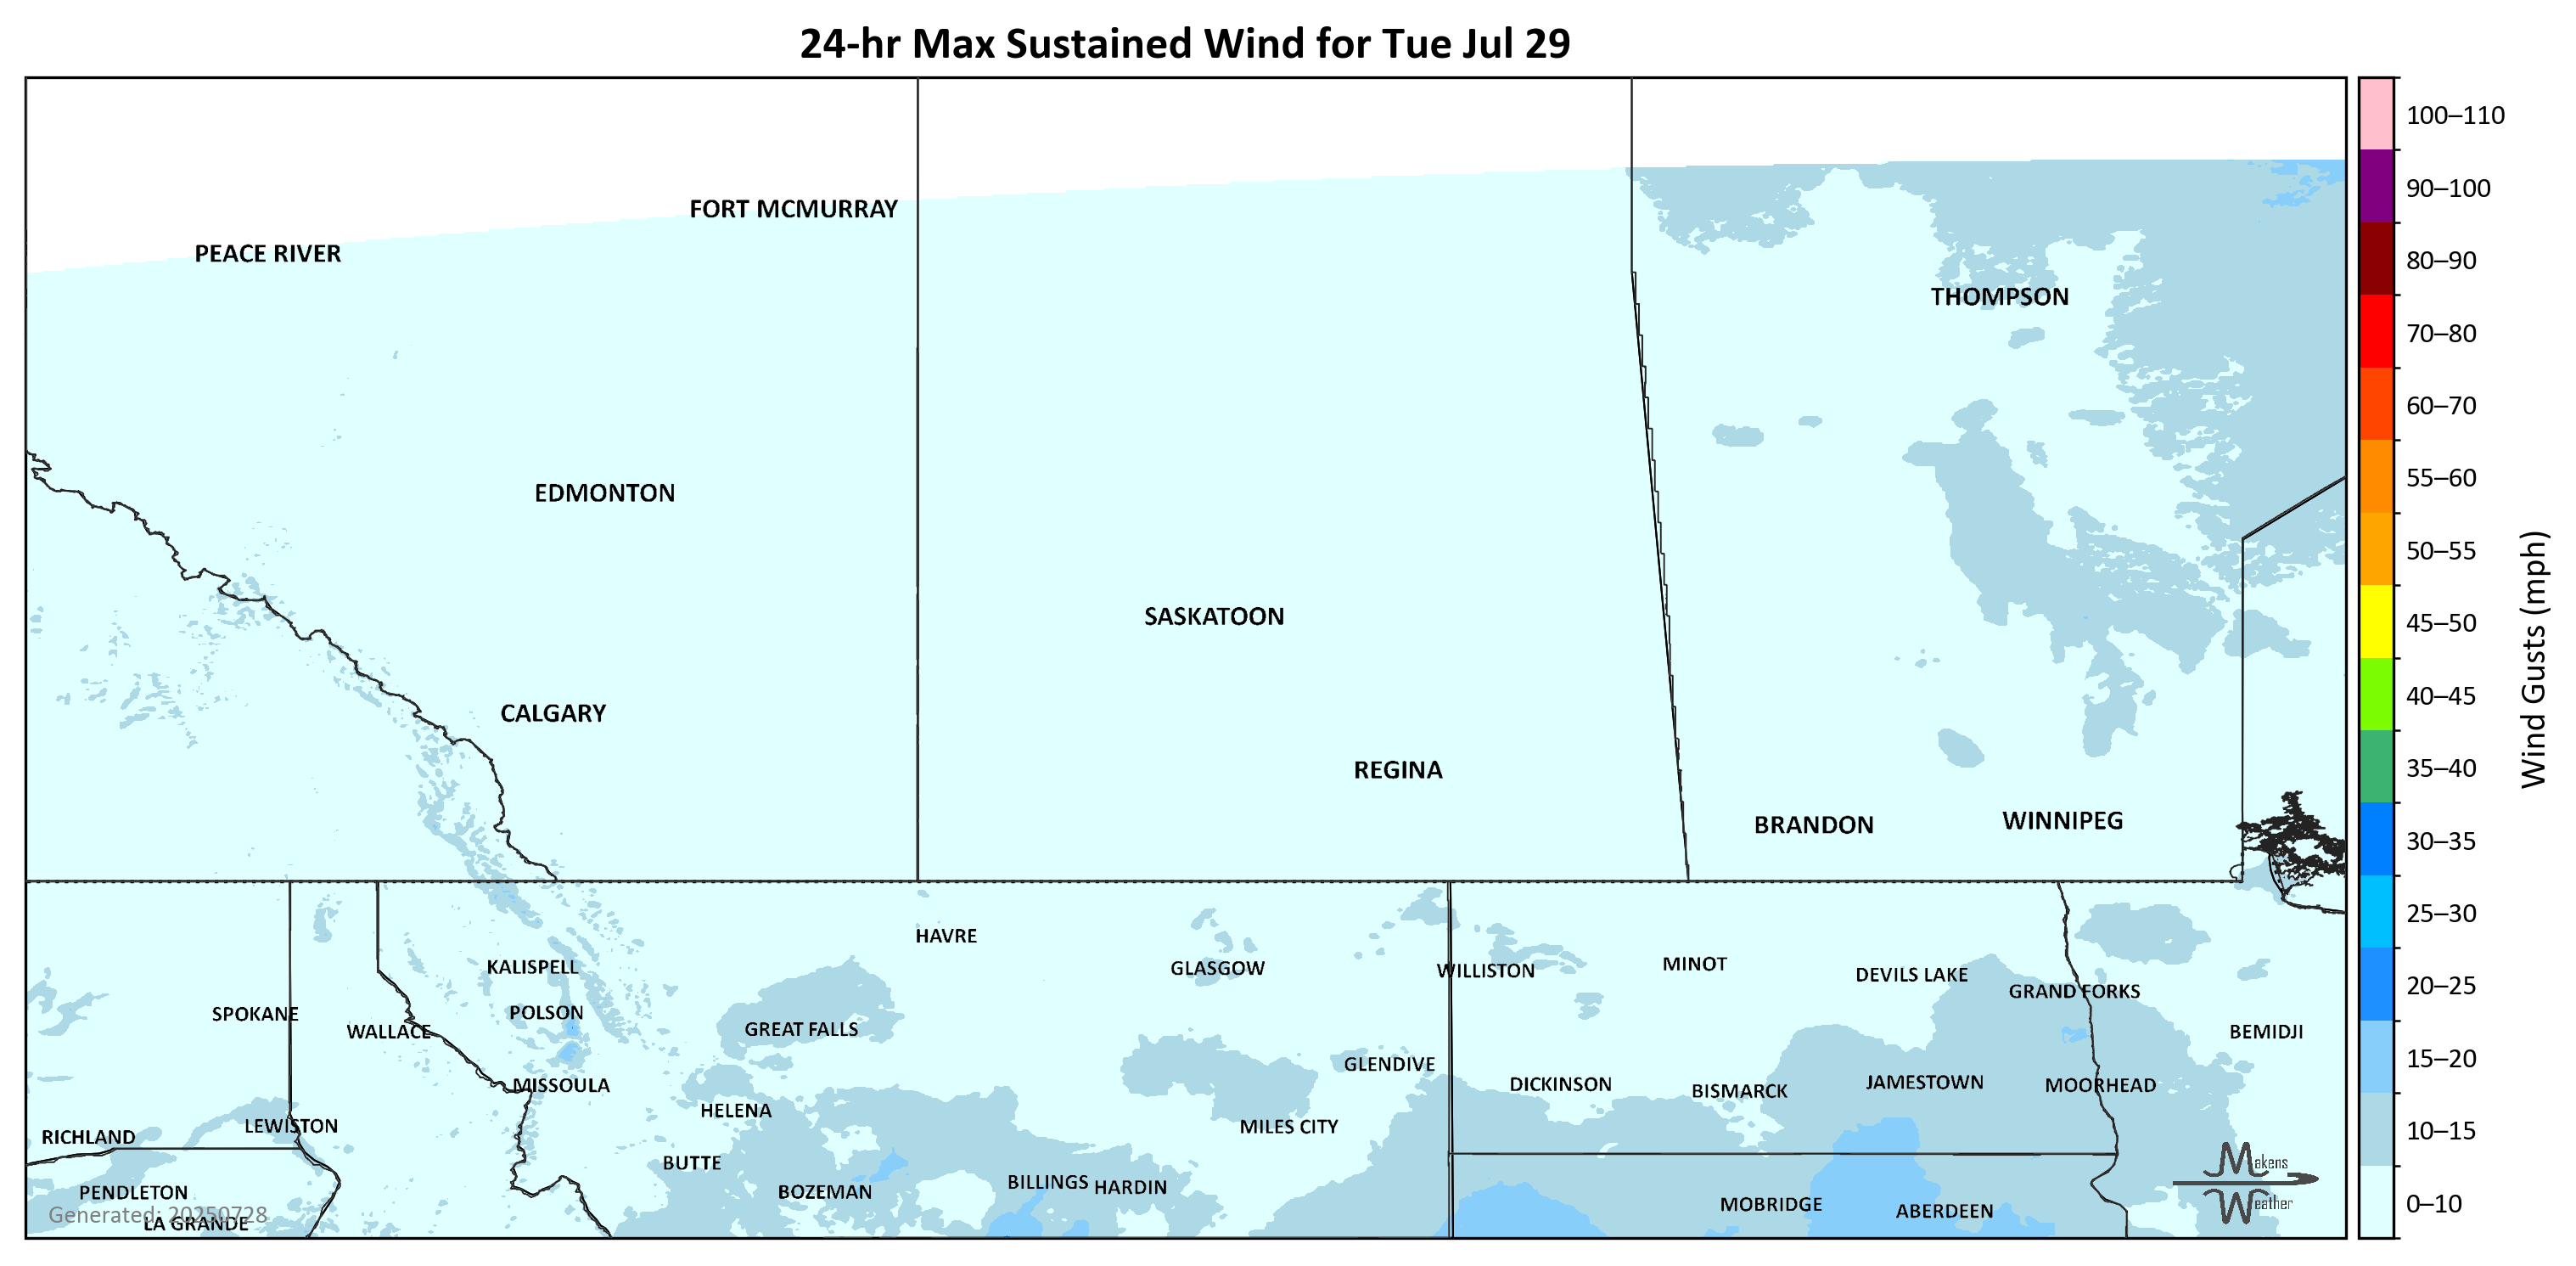 24-hr Max Sustained Wind for Tue Jul 29
100–110
90–100
80–90
70–80
60–70
55–60
50–55
45–50
40–45
35–40
30–35
25–30
20–25
15–20
10–15
0–10
Wind Gusts (mph)
FORT MCMURRAY
PEACE RIVER
THOMPSON
EDMONTON
SASKATOON
CALGARY
REGINA
WINNIPEG
BRANDON
HAVRE
MINOT
KALISPELL
GLASGOW
WILLISTON
DEVILS LAKE
GRAND FORKS
POLSON
SPOKANE
GREAT FALLS
WALLACE
BEMIDJI
GLENDIVE
JAMESTOWN
DICKINSON
MISSOULA
MOORHEAD
BISMARCK
HELENA
LEWISTON
MILES CITY
RICHLAND
BUTTE
BILLINGS
HARDIN
PENDLETON
BOZEMAN
MOBRIDGE
ABERDEEN
LA GRANDE
Generated: 20250728
Makens
Weather